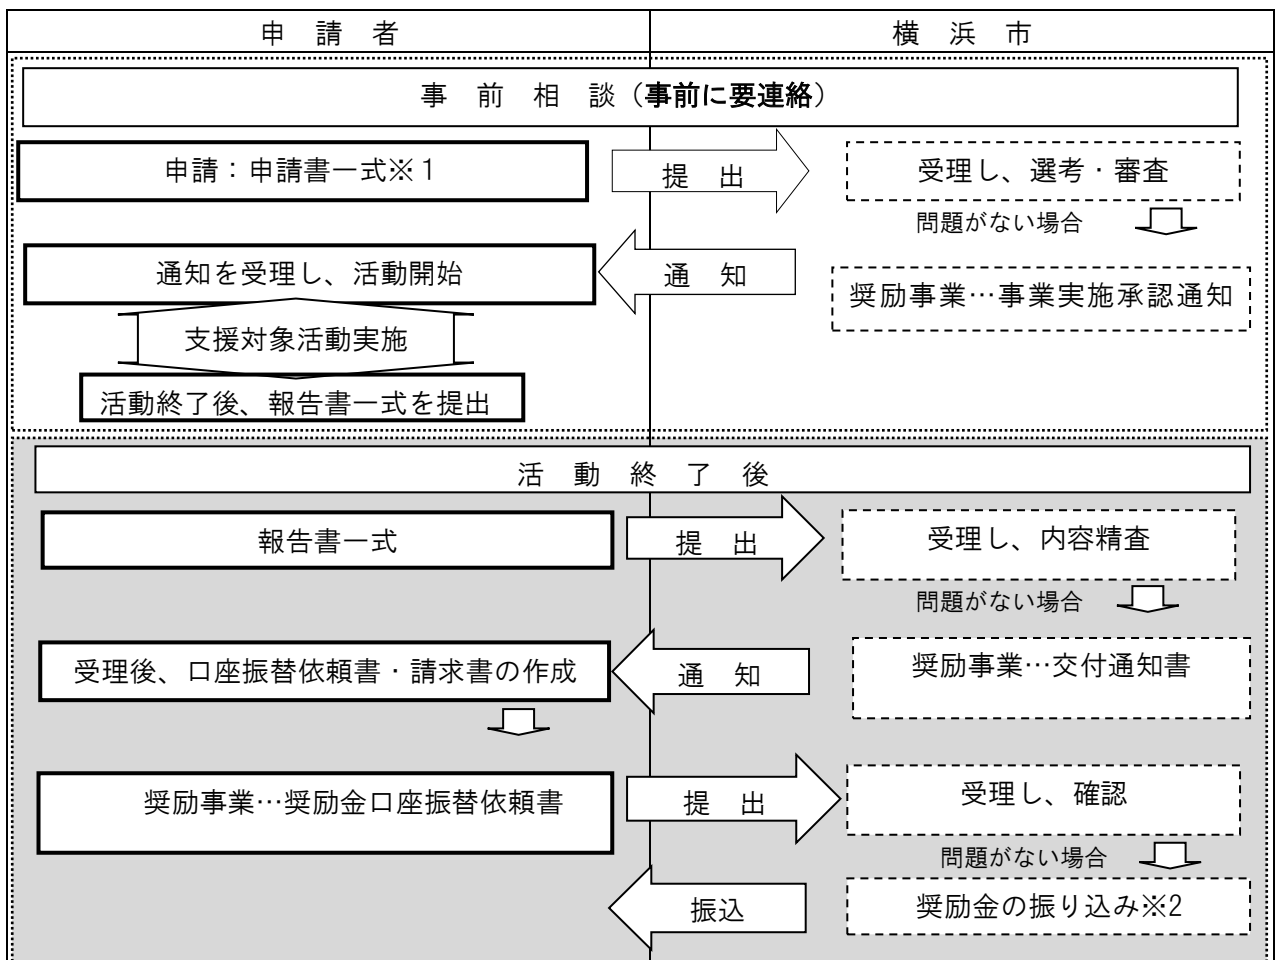 申　請　者
横　浜　市
事　前　相　談（事前に要連絡）
申請：申請書一式※１
提　出
受理し、選考・審査
問題がない場合
通知を受理し、活動開始
通　知
奨励事業…事業実施承認通知
支援対象活動実施
活動終了後、報告書一式を提出
活　動　終　了　後
報告書一式
提　出
受理し、内容精査
問題がない場合
受理後、口座振替依頼書・請求書の作成
通　知
奨励事業…交付通知書
奨励事業…奨励金口座振替依頼書
提　出
受理し、確認
問題がない場合
振込
奨励金の振り込み※2